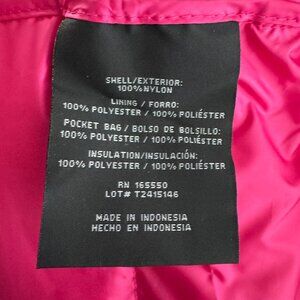 SHELL/EXTERIOR:
100%NYLON
LINING / FORRO:
100% POLYESTER / 100% POLIÉSTER
POCKET BAG / BOLSO DE BOLSILLO:
100% POLYESTER / 100% POLIÉSTER
INSULATION/INSULACIÓN:
100% POLYESTER / 100% POLIÉSTER
RN 165550
LOT# T2415146
MADE IN INDONESIA
HECHO EN INDONESIA